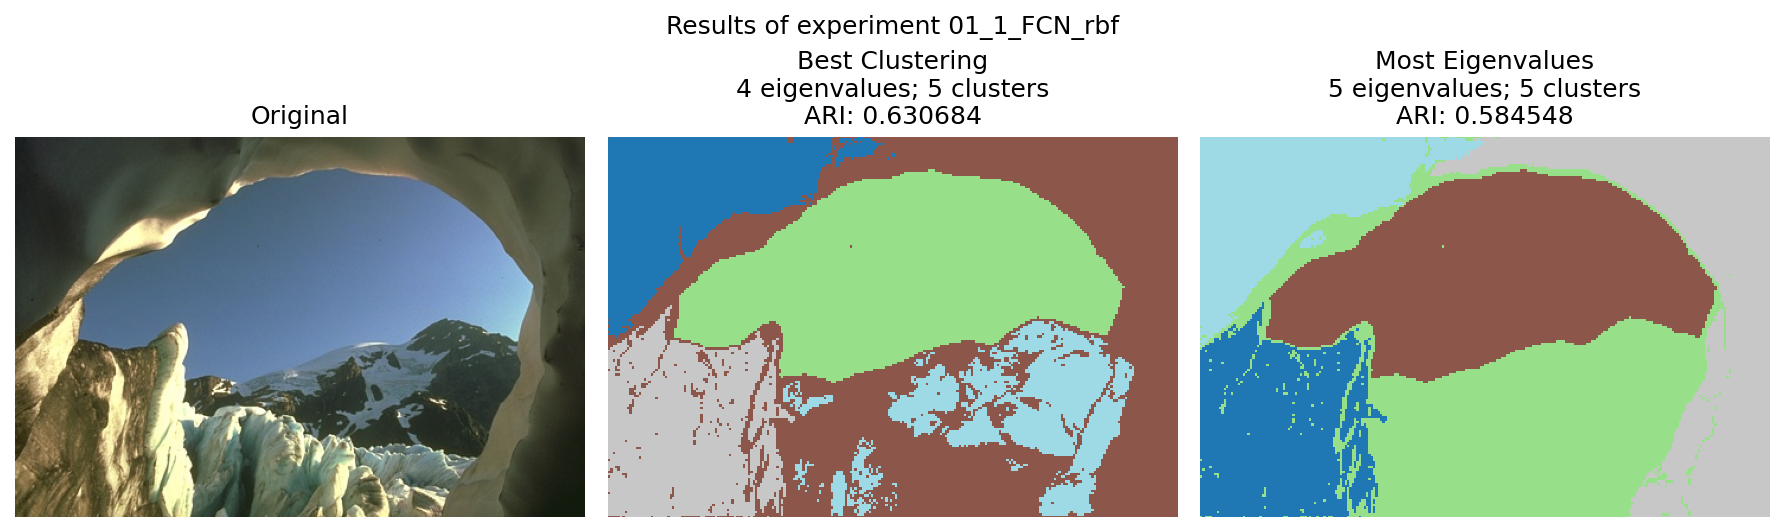 Results of experiment 01_1_FCN_rbf
Original
Best Clustering
4 eigenvalues; 5 clusters
ARI: 0.630684
Most Eigenvalues
5 eigenvalues; 5 clusters
ARI: 0.584548